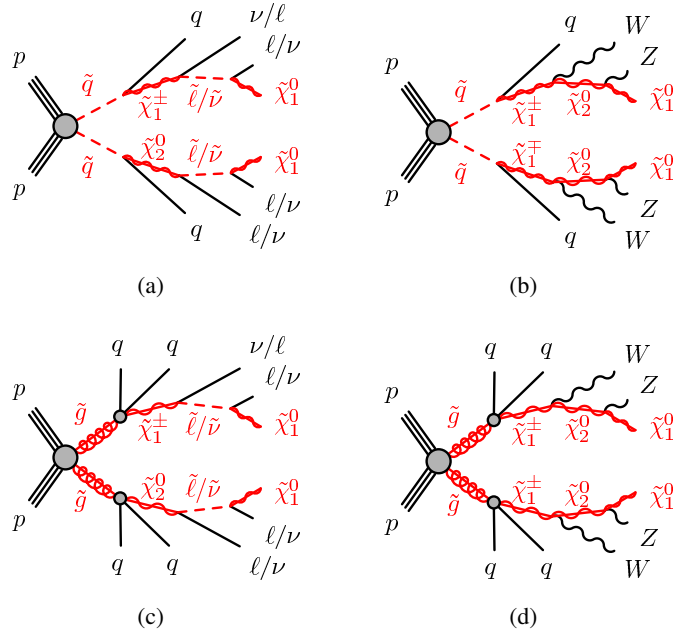 q ν/ℓ
ℓ/ν
p
q̃ χ̃₁± ℓ̃/ν̃ χ̃₁⁰
q̃ χ̃₂⁰ ℓ̃/ν̃ χ̃₁⁰
p
ℓ/ν
q ℓ/ν
(a)
q W
Z
p
q̃ χ̃₁± χ̃₂⁰ χ̃₁⁰
q̃ χ̃₁∓ χ̃₂⁰ χ̃₁⁰
p
Z
q W
(b)
q q ν/ℓ
ℓ/ν
p
g̃ χ̃₁± ℓ̃/ν̃ χ̃₁⁰
g̃ χ̃₂⁰ ℓ̃/ν̃ χ̃₁⁰
p
ℓ/ν
q q ℓ/ν
(c)
q q W
Z
p
g̃ χ̃₁± χ̃₂⁰ χ̃₁⁰
g̃ χ̃₁± χ̃₂⁰ χ̃₁⁰
p
Z
q q W
(d)